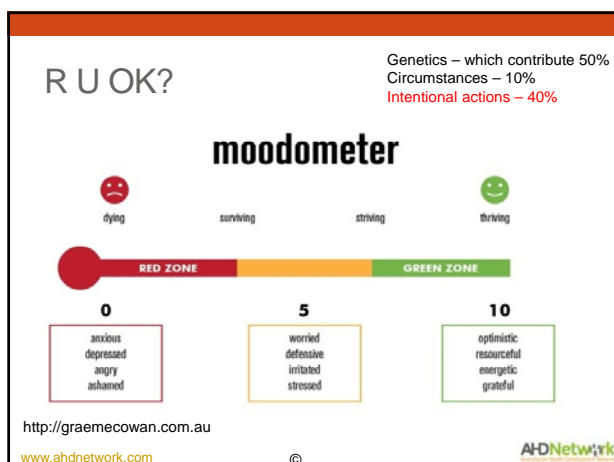 R U OK?
Genetics – which contribute 50%
Circumstances – 10%
Intentional actions – 40%
moodometer
dying surviving striving thriving
RED ZONE GREEN ZONE
0 5 10
anxious
depressed
angry
ashamed
worried
defensive
irritated
stressed
optimistic
resourceful
energetic
grateful
http://graemecowan.com.au
www.ahdnetwork.com
©
AHDNetwork